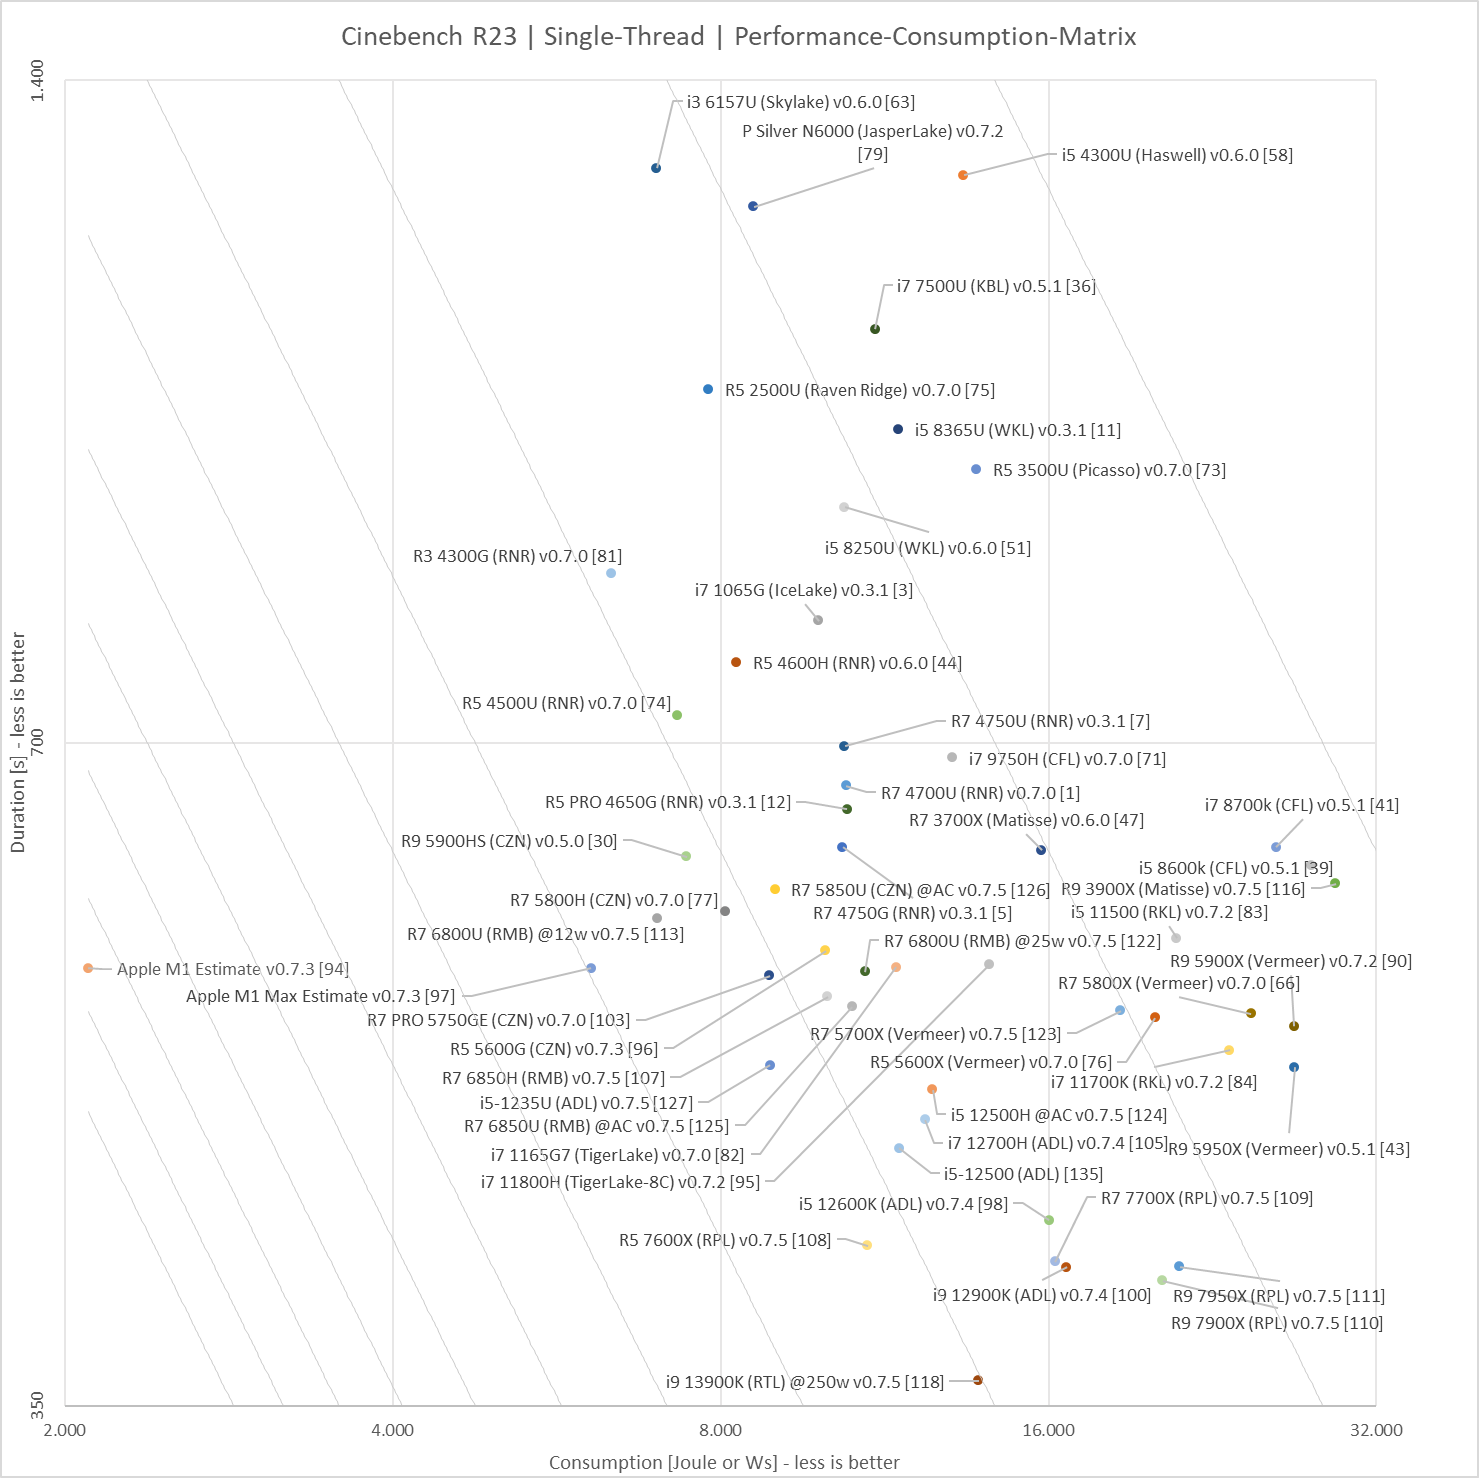 Cinebench R23 | Single-Thread | Performance-Consumption-Matrix
1.400
i3 6157U (Skylake) v0.6.0 [63]
P Silver N6000 (JasperLake) v0.7.2
[79]
i5 4300U (Haswell) v0.6.0 [58]
i7 7500U (KBL) v0.5.1 [36]
R5 2500U (Raven Ridge) v0.7.0 [75]
i5 8365U (WKL) v0.3.1 [11]
R5 3500U (Picasso) v0.7.0 [73]
i5 8250U (WKL) v0.6.0 [51]
R3 4300G (RNR) v0.7.0 [81]
i7 1065G (IceLake) v0.3.1 [3]
R5 4600H (RNR) v0.6.0 [44]
R5 4500U (RNR) v0.7.0 [74]
R7 4750U (RNR) v0.3.1 [7]
Duration [s] - less is better
700
i7 9750H (CFL) v0.7.0 [71]
R7 4700U (RNR) v0.7.0 [1]
R5 PRO 4650G (RNR) v0.3.1 [12]
i7 8700k (CFL) v0.5.1 [41]
R7 3700X (Matisse) v0.6.0 [47]
R9 5900HS (CZN) v0.5.0 [30]
i5 8600k (CFL) v0.5.1 [39]
R7 5850U (CZN) @AC v0.7.5 [126]
R9 3900X (Matisse) v0.7.5 [116]
R7 5800H (CZN) v0.7.0 [77]
R7 4750G (RNR) v0.3.1 [5]
i5 11500 (RKL) v0.7.2 [83]
R7 6800U (RMB) @12w v0.7.5 [113]
R7 6800U (RMB) @25w v0.7.5 [122]
R9 5900X (Vermeer) v0.7.2 [90]
Apple M1 Estimate v0.7.3 [94]
R7 5800X (Vermeer) v0.7.0 [66]
Apple M1 Max Estimate v0.7.3 [97]
R7 PRO 5750GE (CZN) v0.7.0 [103]
R7 5700X (Vermeer) v0.7.5 [123]
R5 5600G (CZN) v0.7.3 [96]
R5 5600X (Vermeer) v0.7.0 [76]
R7 6850H (RMB) v0.7.5 [107]
i7 11700K (RKL) v0.7.2 [84]
i5-1235U (ADL) v0.7.5 [127]
i5 12500H @AC v0.7.5 [124]
R7 6850U (RMB) @AC v0.7.5 [125]
i7 12700H (ADL) v0.7.4 [105]
R9 5950X (Vermeer) v0.5.1 [43]
i7 1165G7 (TigerLake) v0.7.0 [82]
i5-12500 (ADL) [135]
i7 11800H (TigerLake-8C) v0.7.2 [95]
i5 12600K (ADL) v0.7.4 [98]
R7 7700X (RPL) v0.7.5 [109]
R5 7600X (RPL) v0.7.5 [108]
i9 12900K (ADL) v0.7.4 [100]
R9 7950X (RPL) v0.7.5 [111]
R9 7900X (RPL) v0.7.5 [110]
i9 13900K (RTL) @250w v0.7.5 [118]
350
2.000
4.000
8.000
16.000
32.000
Consumption [Joule or Ws] - less is better